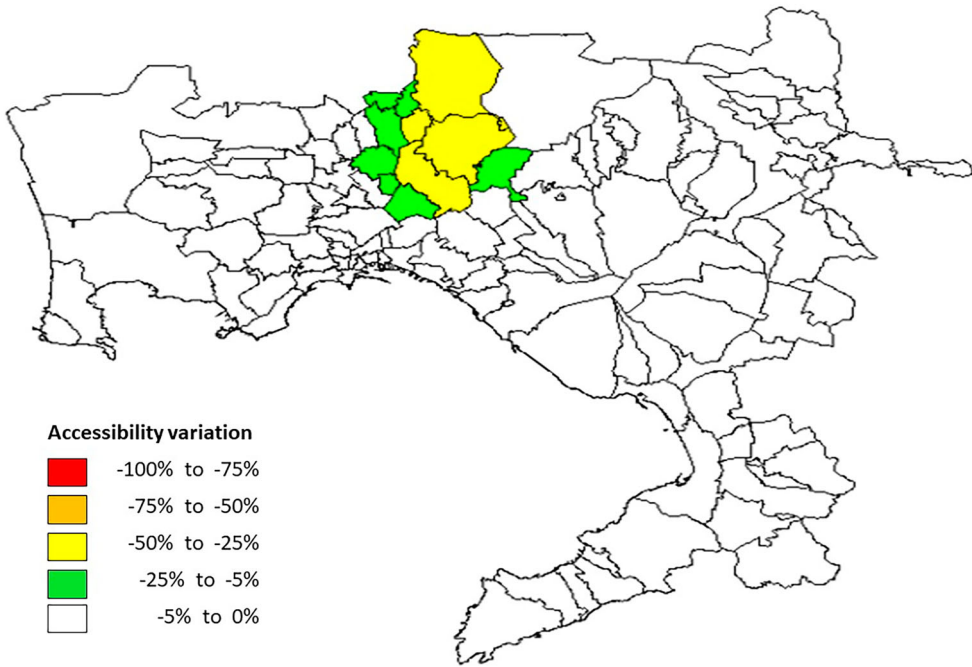 Accessibility variation
-100% to -75%
-75% to -50%
-50% to -25%
-25% to -5%
-5% to 0%